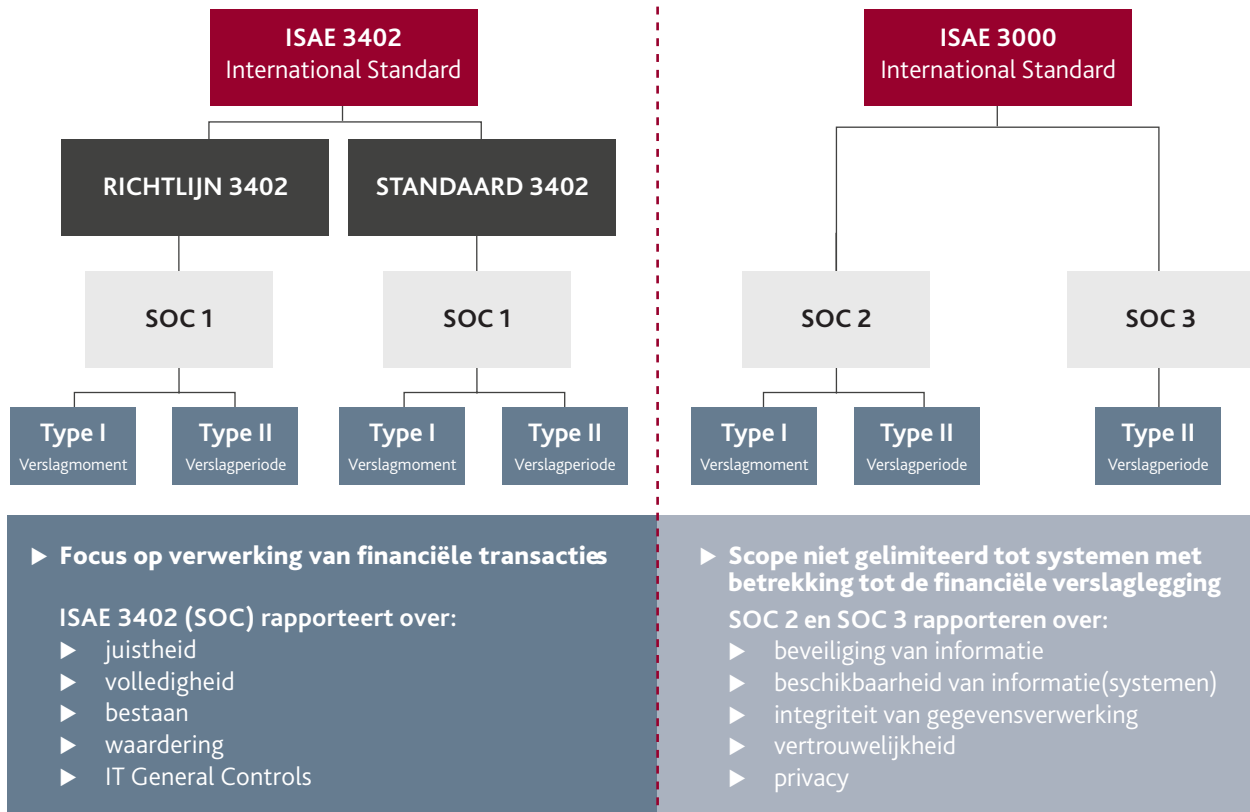 ISAE 3402
International Standard
RICHTLIJN 3402
STANDAARD 3402
SOC 1
SOC 1
Type I
Verslagmoment
Type II
Verslagperiode
Type I
Verslagmoment
Type II
Verslagperiode
▶ Focus op verwerking van financiële transacties
ISAE 3402 (SOC) rapporteert over:
▶ juistheid
▶ volledigheid
▶ bestaan
▶ waardering
▶ IT General Controls
ISAE 3000
International Standard
SOC 2
SOC 3
Type I
Verslagmoment
Type II
Verslagperiode
Type II
Verslagperiode
▶ Scope niet gelimiteerd tot systemen met
betrekking tot de financiële verslaglegging
SOC 2 en SOC 3 rapporteren over:
▶ beveiliging van informatie
▶ beschikbaarheid van informatie(systemen)
▶ integriteit van gegevensverwerking
▶ vertrouwelijkheid
▶ privacy